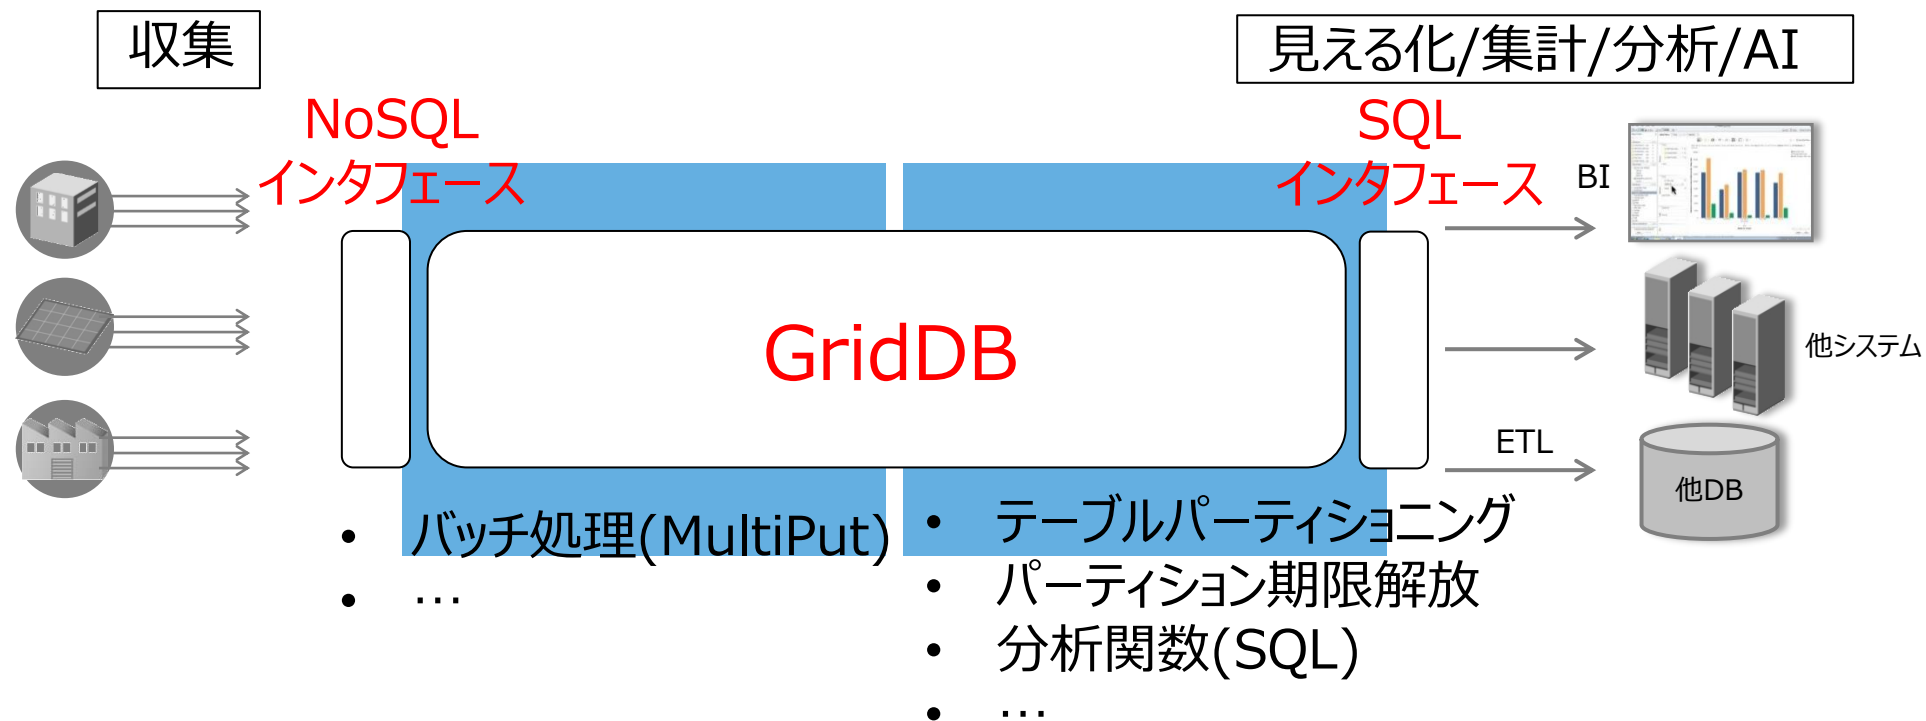 収集
見える化/集計/分析/AI
NoSQL
インタフェース
SQL
インタフェース
BI
GridDB
他システム
ETL
他DB
• バッチ処理(MultiPut)
• …
• テーブルパーティショニング
• パーティション期限解放
• 分析関数(SQL)
• …